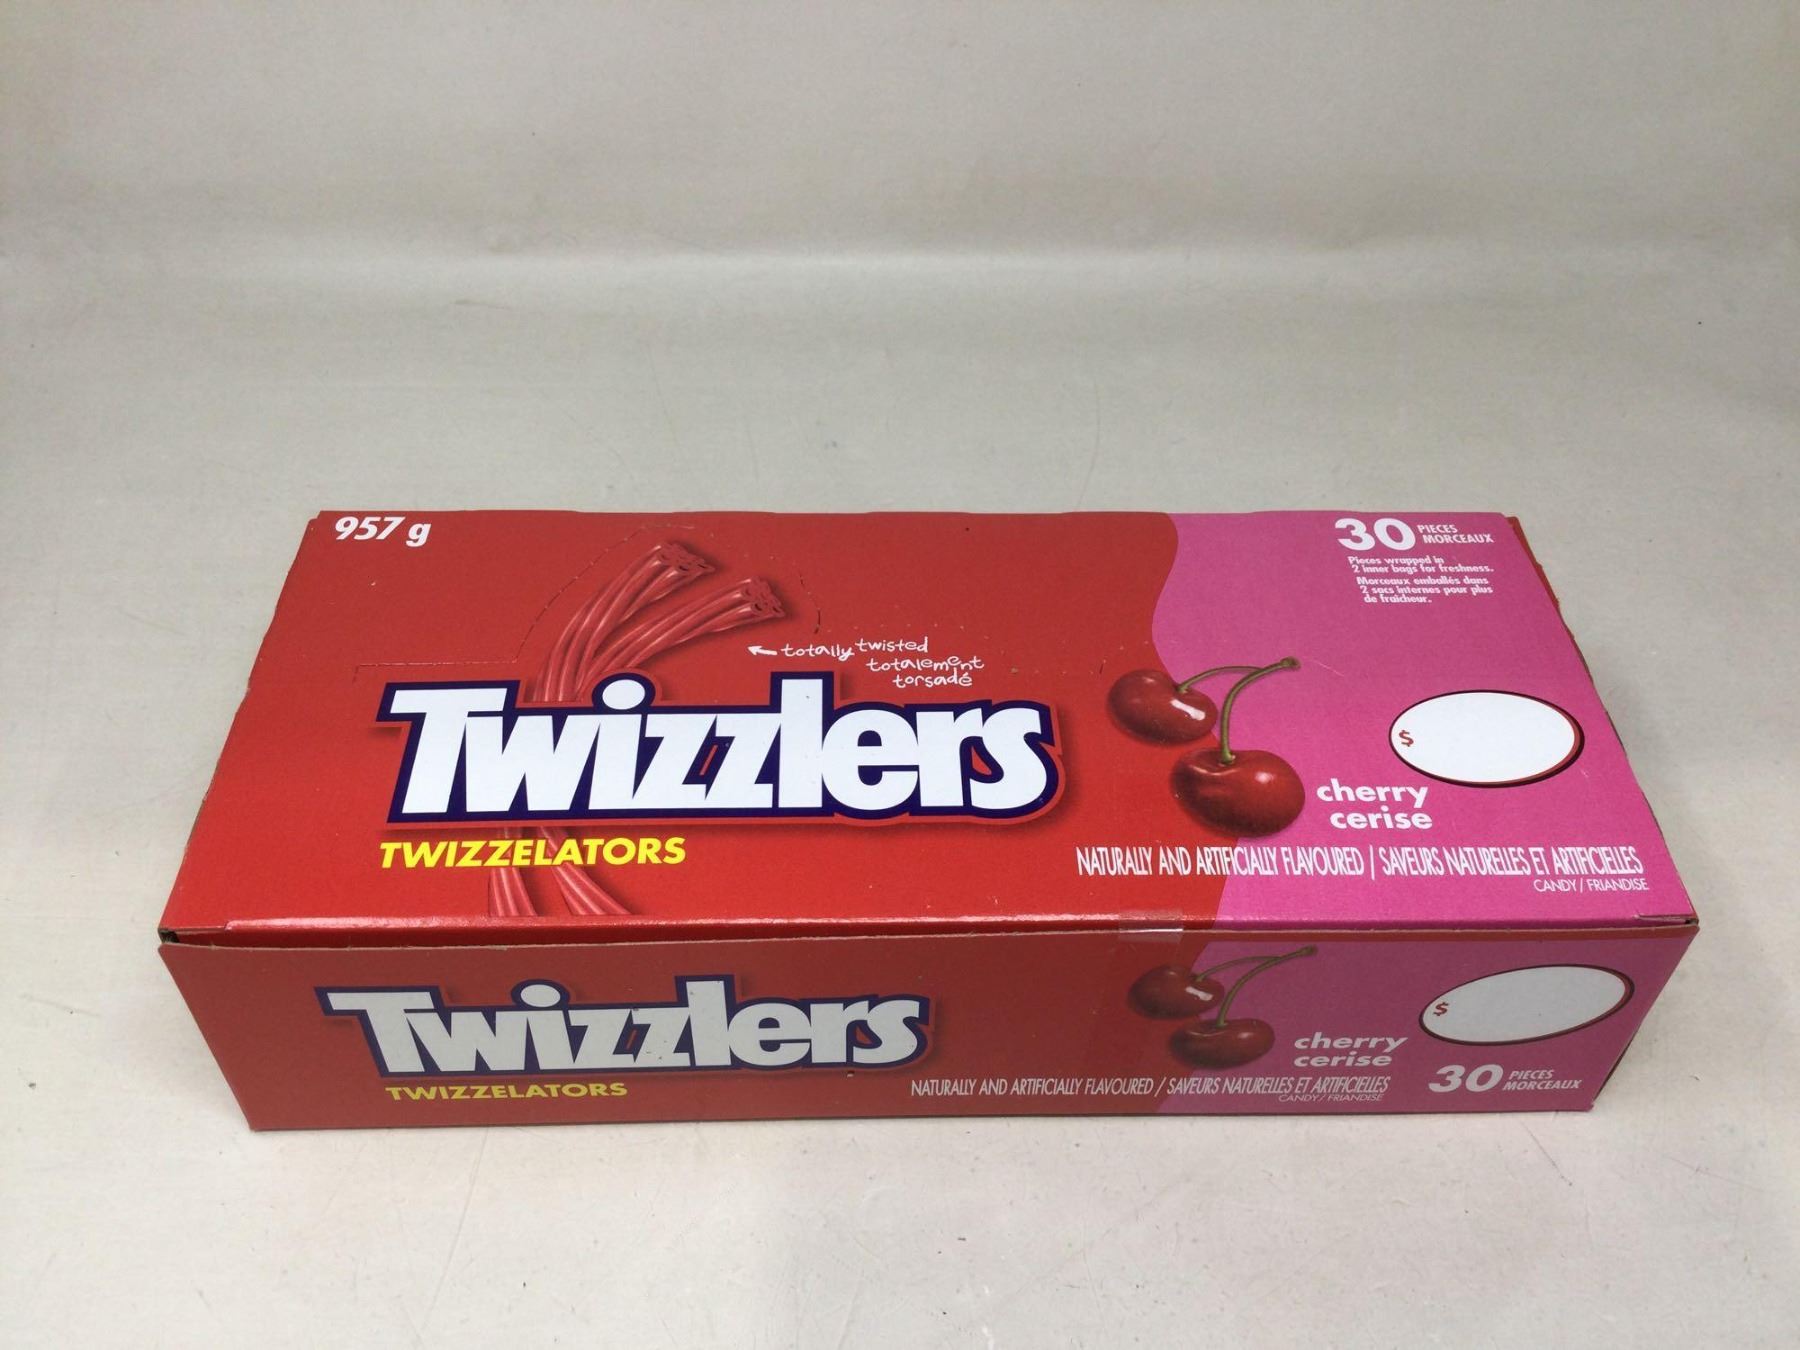 957 g
30 PIECES
MORCEAUX
Pieces wrapped in
2 inner bags for freshness.
Morceaux emballés dans
2 sacs internes pour plus
de fraîcheur.
totally twisted
totalement
torsadé
Twizzlers
TWIZZELATORS
$
cherry
cerise
NATURALLY AND ARTIFICIALLY FLAVOURED / SAVEURS NATURELLES ET ARTIFICIELLES
CANDY / FRIANDISE
Twizzlers
TWIZZELATORS
$
cherry
cerise
NATURALLY AND ARTIFICIALLY FLAVOURED / SAVEURS NATURELLES ET ARTIFICIELLES
CANDY / FRIANDISE
30 PIECES
MORCEAUX